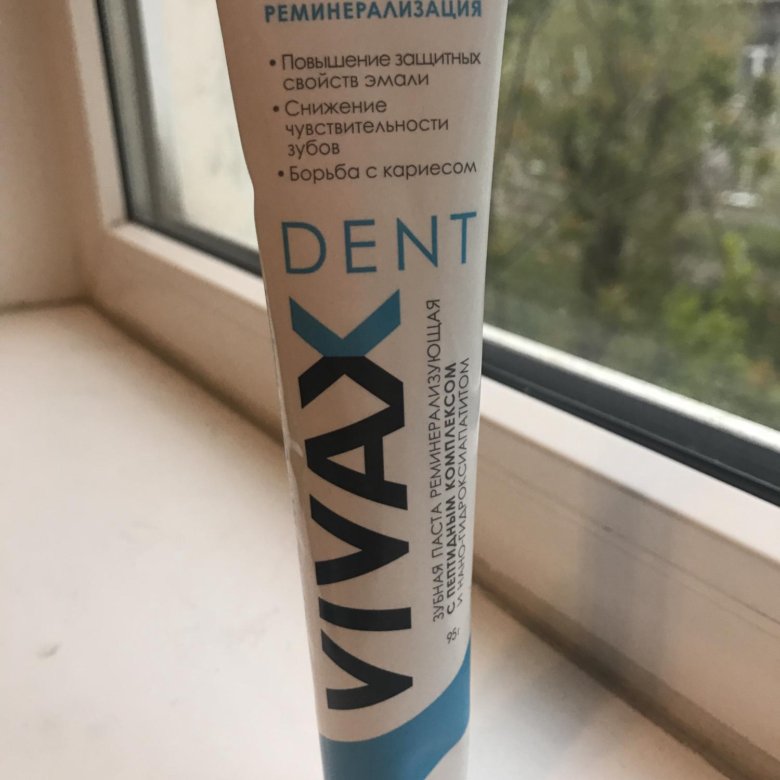 РЕМИНЕРАЛИЗАЦИЯ
• Повышение защитных
свойств эмали
• Снижение
чувствительности
зубов
• Борьба с кариесом
DENT
VIVAX
ЗУБНАЯ ПАСТА РЕМИНЕРАЛИЗУЮЩАЯ
С ПЕПТИДНЫМ КОМПЛЕКСОМ
И НАНО-ГИДРОКСИАПАТИТОМ
95г